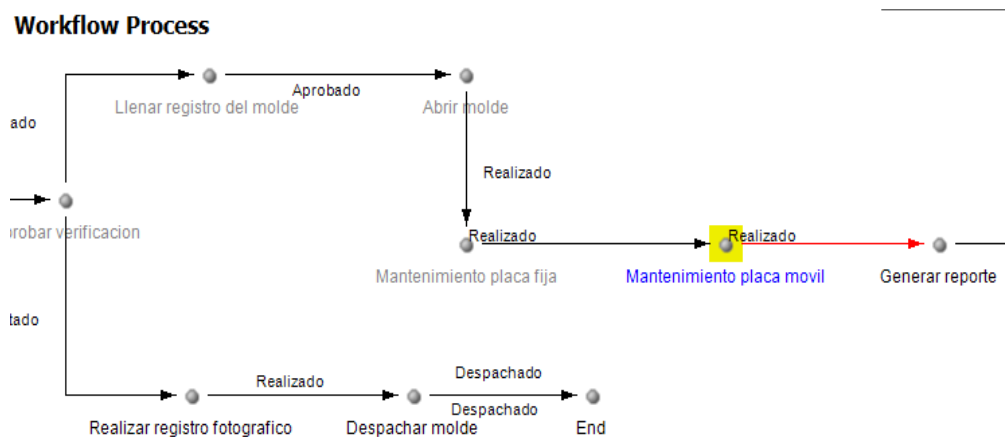 Workflow Process
Aprobado
Llenar registro del molde
Abrir molde
ado
Realizado
probar verificacion
Realizado
Realizado
Mantenimiento placa fija
Mantenimiento placa movil
Generar reporte
tado
Despachado
Realizado
Despachado
Realizar registro fotografico
Despachar molde
End